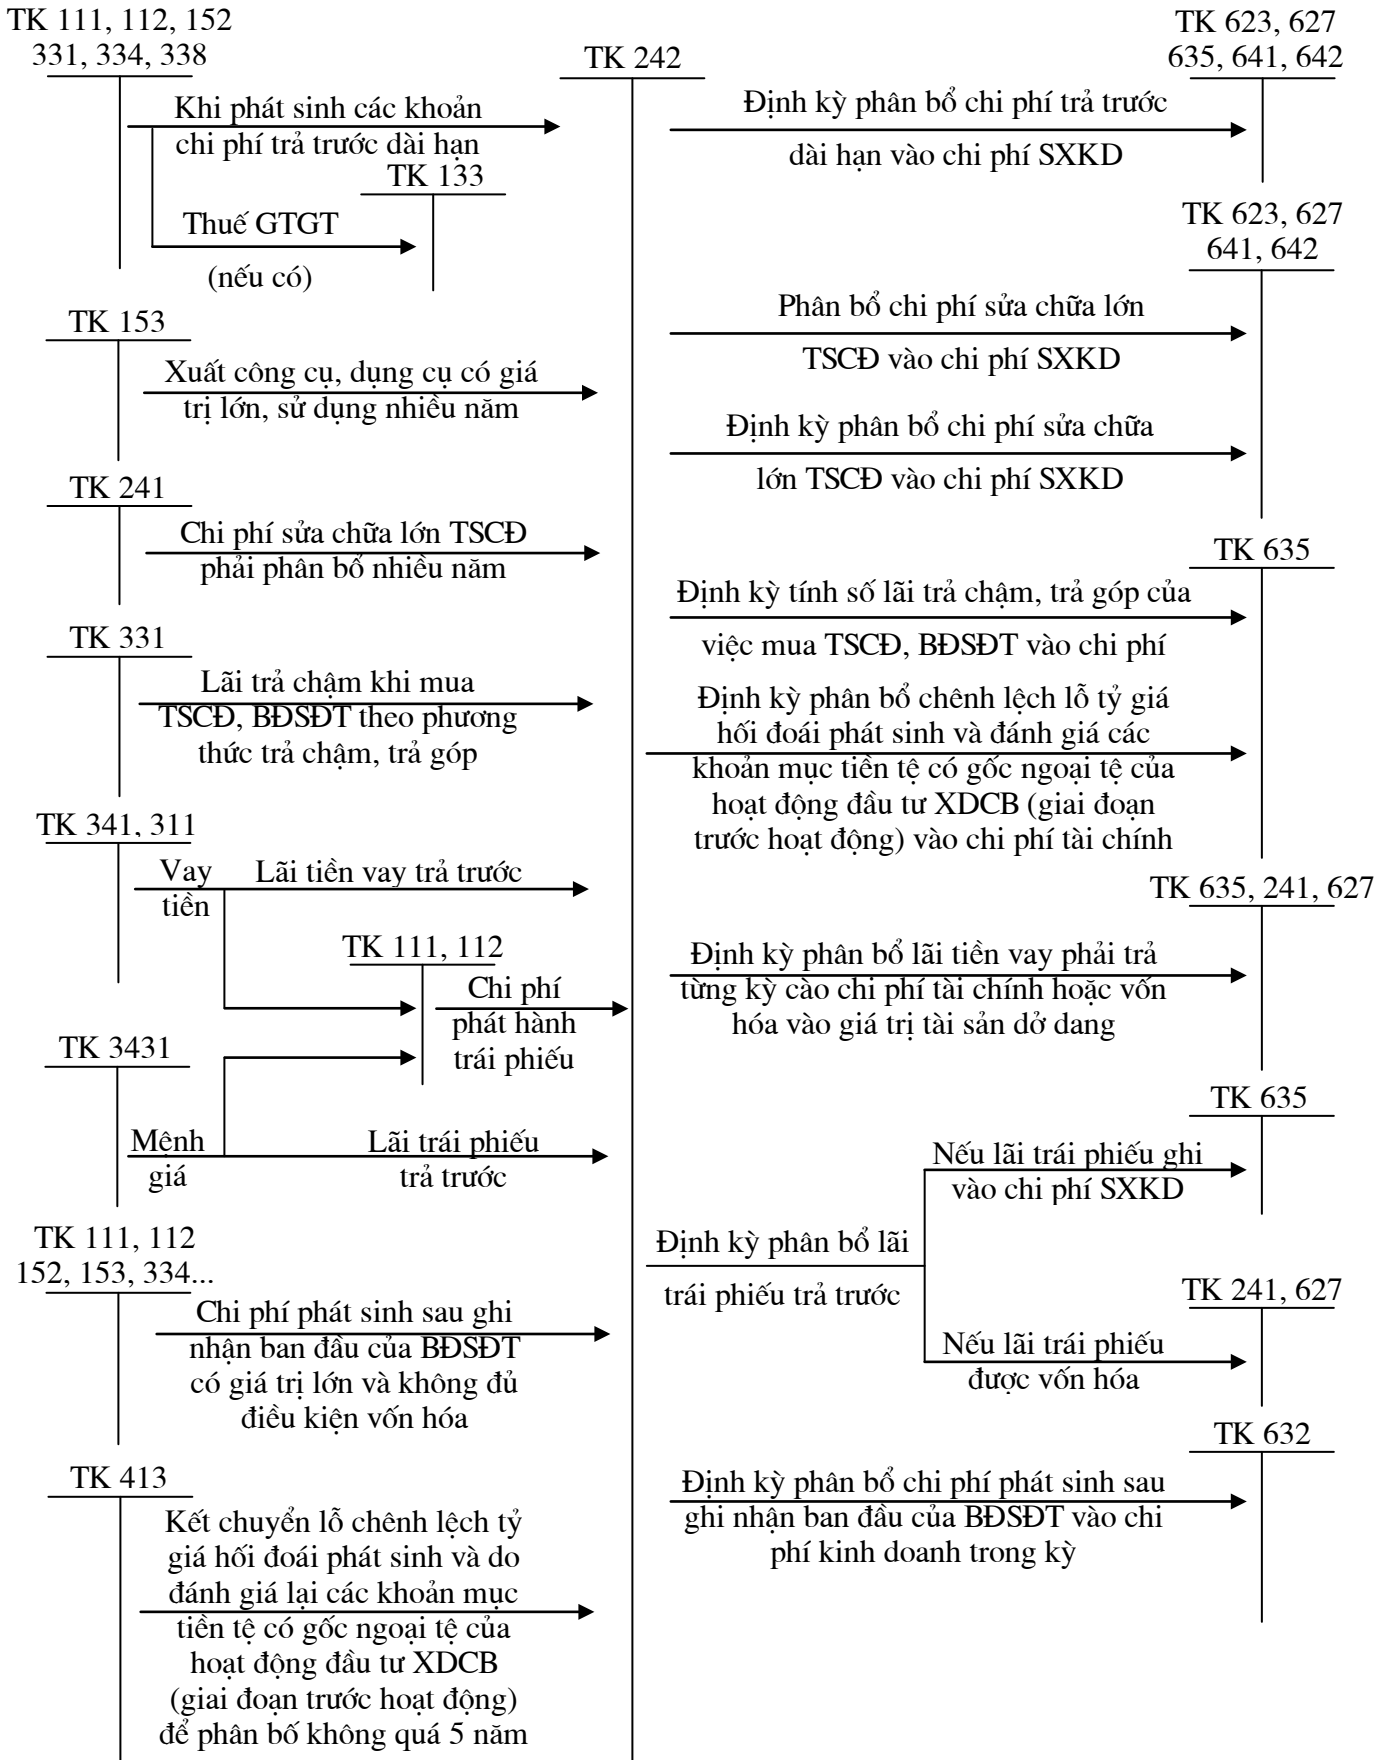 TK 111, 112, 152
331, 334, 338
Khi phát sinh các khoản
chi phí trả trước dài hạn
TK 133
Thuế GTGT
(nếu có)
TK 153
Xuất công cụ, dụng cụ có giá
trị lớn, sử dụng nhiều năm
TK 241
Chi phí sửa chữa lớn TSCĐ
phải phân bổ nhiều năm
TK 331
Lãi trả chậm khi mua
TSCĐ, BĐSĐT theo phương
thức trả chậm, trả góp
TK 341, 311
Vay
tiền
Lãi tiền vay trả trước
TK 111, 112
Chi phí
phát hành
trái phiếu
TK 3431
Mệnh
giá
Lãi trái phiếu
trả trước
TK 111, 112
152, 153, 334...
Chi phí phát sinh sau ghi
nhận ban đầu của BĐSĐT
có giá trị lớn và không đủ
điều kiện vốn hóa
TK 413
Kết chuyển lỗ chênh lệch tỷ
giá hối đoái phát sinh và do
đánh giá lại các khoản mục
tiền tệ có gốc ngoại tệ của
hoạt động đầu tư XDCB
(giai đoạn trước hoạt động)
để phân bố không quá 5 năm
TK 242
TK 623, 627
635, 641, 642
Định kỳ phân bổ chi phí trả trước
dài hạn vào chi phí SXKD
TK 623, 627
641, 642
Phân bổ chi phí sửa chữa lớn
TSCĐ vào chi phí SXKD
Định kỳ phân bổ chi phí sửa chữa
lớn TSCĐ vào chi phí SXKD
TK 635
Định kỳ tính số lãi trả chậm, trả góp của
việc mua TSCĐ, BĐSĐT vào chi phí
Định kỳ phân bổ chênh lệch lỗ tỷ giá
hối đoái phát sinh và đánh giá các
khoản mục tiền tệ có gốc ngoại tệ của
hoạt động đầu tư XDCB (giai đoạn
trước hoạt động) vào chi phí tài chính
TK 635, 241, 627
Định kỳ phân bổ lãi tiền vay phải trả
từng kỳ cào chi phí tài chính hoặc vốn
hóa vào giá trị tài sản dở dang
TK 635
Nếu lãi trái phiếu ghi
vào chi phí SXKD
Định kỳ phân bổ lãi
trái phiếu trả trước
TK 241, 627
Nếu lãi trái phiếu
được vốn hóa
TK 632
Định kỳ phân bổ chi phí phát sinh sau
ghi nhận ban đầu của BĐSĐT vào chi
phí kinh doanh trong kỳ